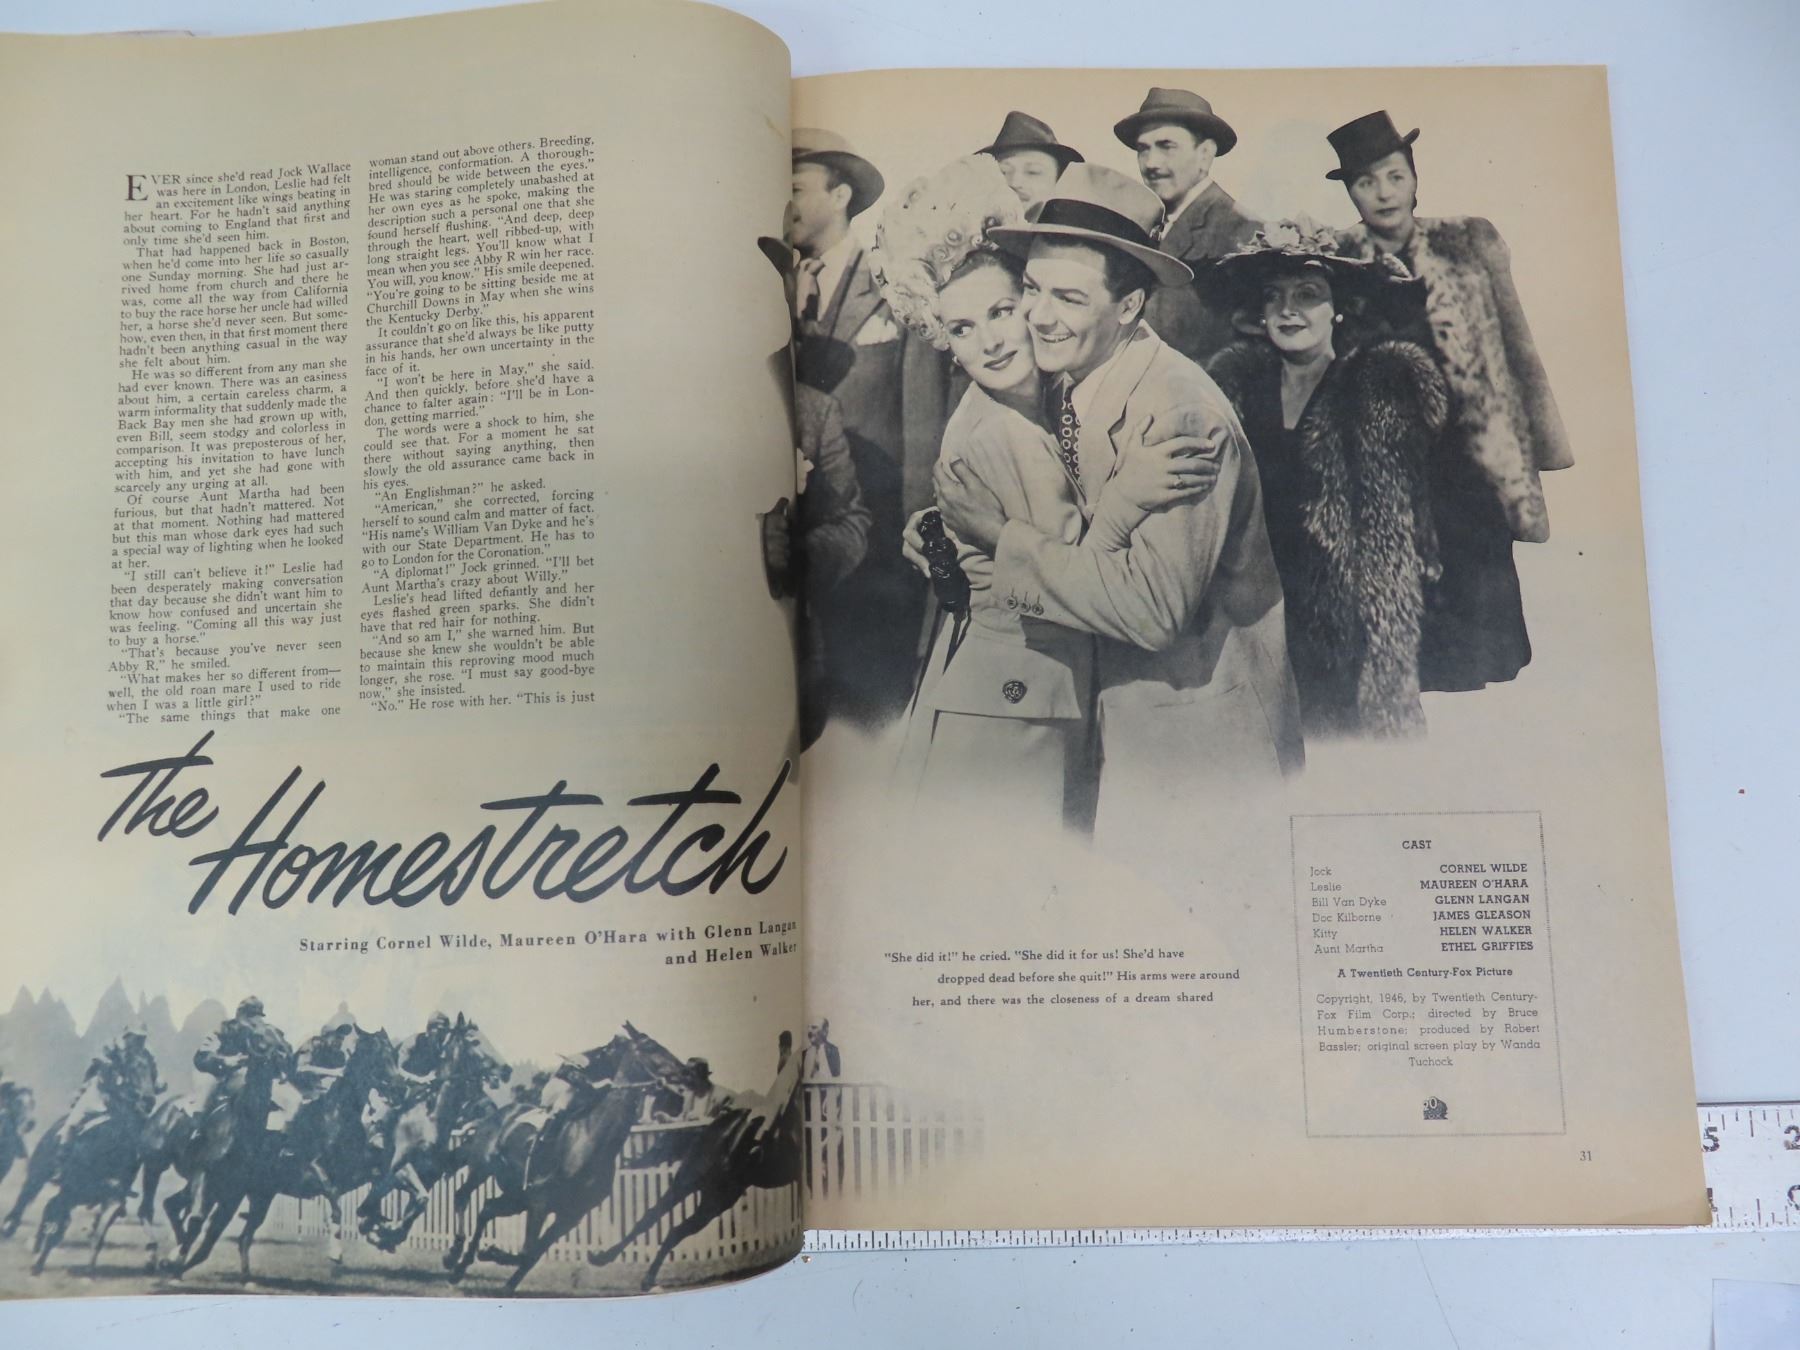 EVER since she'd read Jock Wallace
was here in London, Leslie had felt
an excitement like wings beating in
her heart. For he hadn't said anything
about coming to England that first and
only time she'd seen him.
That had happened back in Boston,
when he'd come into her life so casually
one Sunday morning. She had just ar-
rived home from church and there he
was, come all the way from California
to buy the race horse her uncle had willed
her, a horse she'd never seen. But some-
how, even then, in that first moment there
hadn't been anything casual in the way
she felt about him.
He was so different from any man she
had ever known. There was an easiness
about him, a certain careless charm, a
warm informality that suddenly made the
Back Bay men she had grown up with,
even Bill, seem stodgy and colorless in
comparison. It was preposterous of her,
accepting his invitation to have lunch
with him, and yet she had gone with
scarcely any urging at all.
Of course Aunt Martha had been
furious, but that hadn't mattered. Not
at that moment. Nothing had mattered
but this man whose dark eyes had such
a special way of lighting when he looked
at her.
"I still can't believe it!" Leslie had
been desperately making conversation
that day because she didn't want him to
know how confused and uncertain she
was feeling. "Coming all this way just
to buy a horse."
"That's because you've never seen
Abby R," he smiled.
"What makes her so different from—
well, the old roan mare I used to ride
when I was a little girl?"
"The same things that make one
woman stand out above others. Breeding,
intelligence, conformation. A thorough-
bred should be wide between the eyes."
He was staring completely unabashed at
her own eyes as he spoke, making the
description such a personal one that she
found herself flushing. "And deep, deep
through the heart, well ribbed-up, with
long straight legs. You'll know what I
mean when you see Abby R win her race.
You will, you know." His smile deepened.
"You're going to be sitting beside me at
Churchill Downs in May when she wins
the Kentucky Derby."
It couldn't go on like this, his apparent
assurance that she'd always be like putty
in his hands, her own uncertainty in the
face of it.
"I won't be here in May," she said.
And then quickly, before she'd have a
chance to falter again: "I'll be in Lon-
don, getting married."
The words were a shock to him, she
could see that. For a moment he sat
there without saying anything, then
slowly the old assurance came back in
his eyes.
"An Englishman?" he asked.
"American," she corrected, forcing
herself to sound calm and matter of fact.
"His name's William Van Dyke and he's
with our State Department. He has to
go to London for the Coronation."
"A diplomat!" Jock grinned. "I'll bet
Aunt Martha's crazy about Willy."
Leslie's head lifted defiantly and her
eyes flashed green sparks. She didn't
have that red hair for nothing.
"And so am I," she warned him. But
because she knew she wouldn't be able
to maintain this reproving mood much
longer, she rose. "I must say good-bye
now," she insisted.
"No." He rose with her. "This is just
The
Homestretch
Starring Cornel Wilde, Maureen O'Hara with Glenn Langan
and Helen Walker
"She did it!" he cried. "She did it for us! She'd have
dropped dead before she quit!" His arms were around
her, and there was the closeness of a dream shared
CAST
Jock CORNEL WILDE
Leslie MAUREEN O'HARA
Bill Van Dyke GLENN LANGAN
Doc Kilborne JAMES GLEASON
Kitty HELEN WALKER
Aunt Martha ETHEL GRIFFIES
A Twentieth Century-Fox Picture
Copyright, 1946, by Twentieth Century-
Fox Film Corp.; directed by Bruce
Humberstone; produced by Robert
Bassler; original screen play by Wanda
Tuchock
20
FOX
31